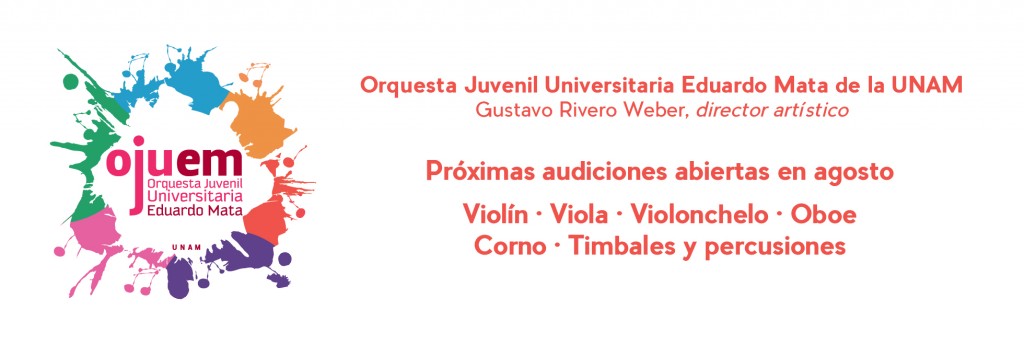 ojuem
Orquesta Juvenil
Universitaria
Eduardo Mata
UNAM
Orquesta Juvenil Universitaria Eduardo Mata de la UNAM
Gustavo Rivero Weber, director artístico
Próximas audiciones abiertas en agosto
Violín · Viola · Violonchelo · Oboe
Corno · Timbales y percusiones